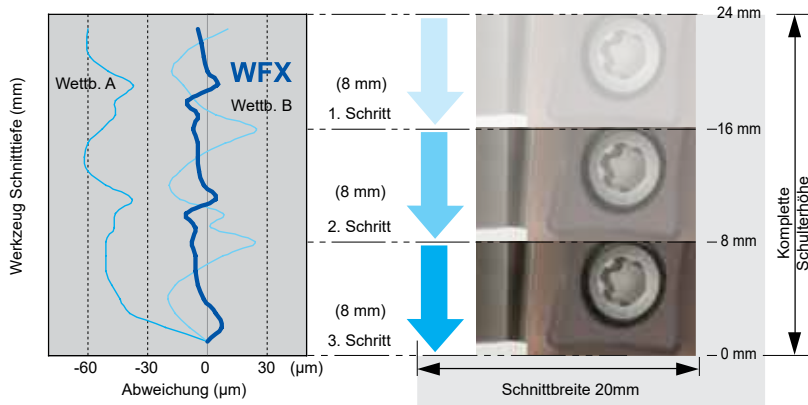 Werkzeug Schnitttiefe (mm)
Wettb. A
WFX
Wettb. B
-60
-30
0
30
(µm)
Abweichung (µm)
(8 mm)
1. Schritt
(8 mm)
2. Schritt
(8 mm)
3. Schritt
24 mm
16 mm
8 mm
0 mm
Komplette
Schulterhöhe
Schnittbreite 20mm